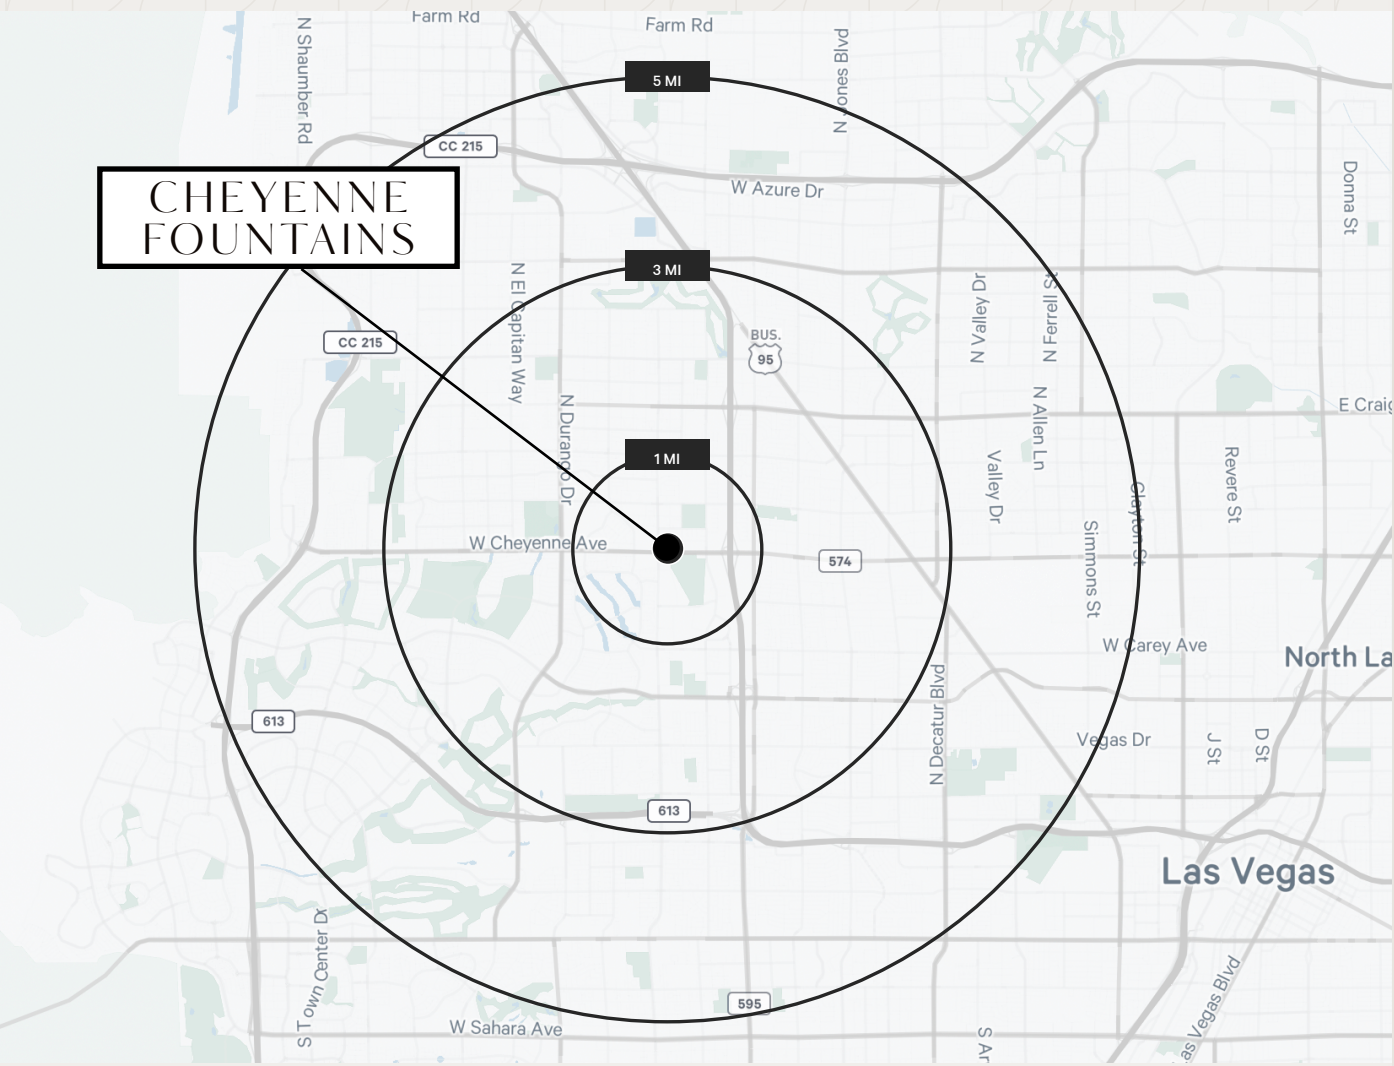 Farm Rd
Farm Rd
N Shaumber Rd
N Jones Blvd
5 MI
CC 215
W Azure Dr
Donna St
CHEYENNE
FOUNTAINS
3 MI
N El Capitan Way
N Valley Dr
N Ferrell St
CC 215
BUS.
95
N Durango Dr
N Allen Ln
E Craig
1 MI
Valley Dr
Revere St
Clayton St
Simmons St
W Cheyenne Ave
574
W Carey Ave
North La
N Decatur Blvd
613
Vegas Dr
J St
D St
613
Las Vegas
S Town Center Dr
as Vegas Blvd
595
W Sahara Ave
S Ar